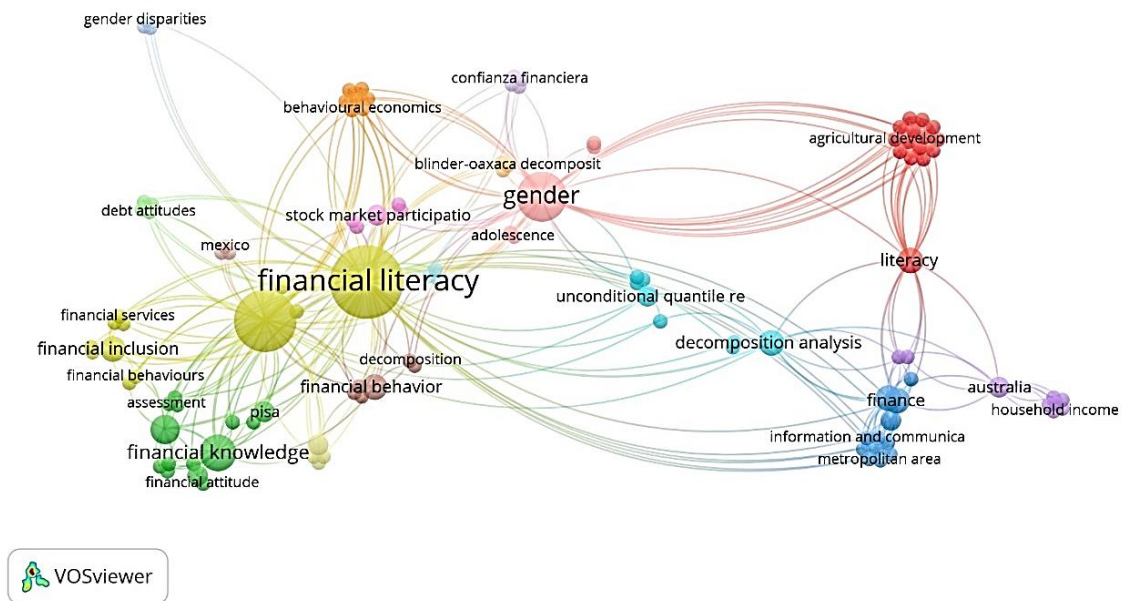 gender disparities
confianza financiera
behavioural economics
agricultural development
blinder-oaxaca decomposit
gender
debt attitudes
stock market participatio
adolescence
mexico
literacy
financial literacy
unconditional quantile re
financial services
decomposition analysis
financial inclusion
decomposition
financial behaviours
financial behavior
australia
assessment
finance
household income
pisa
information and communica
financial knowledge
metropolitan area
financial attitude
VOSviewer